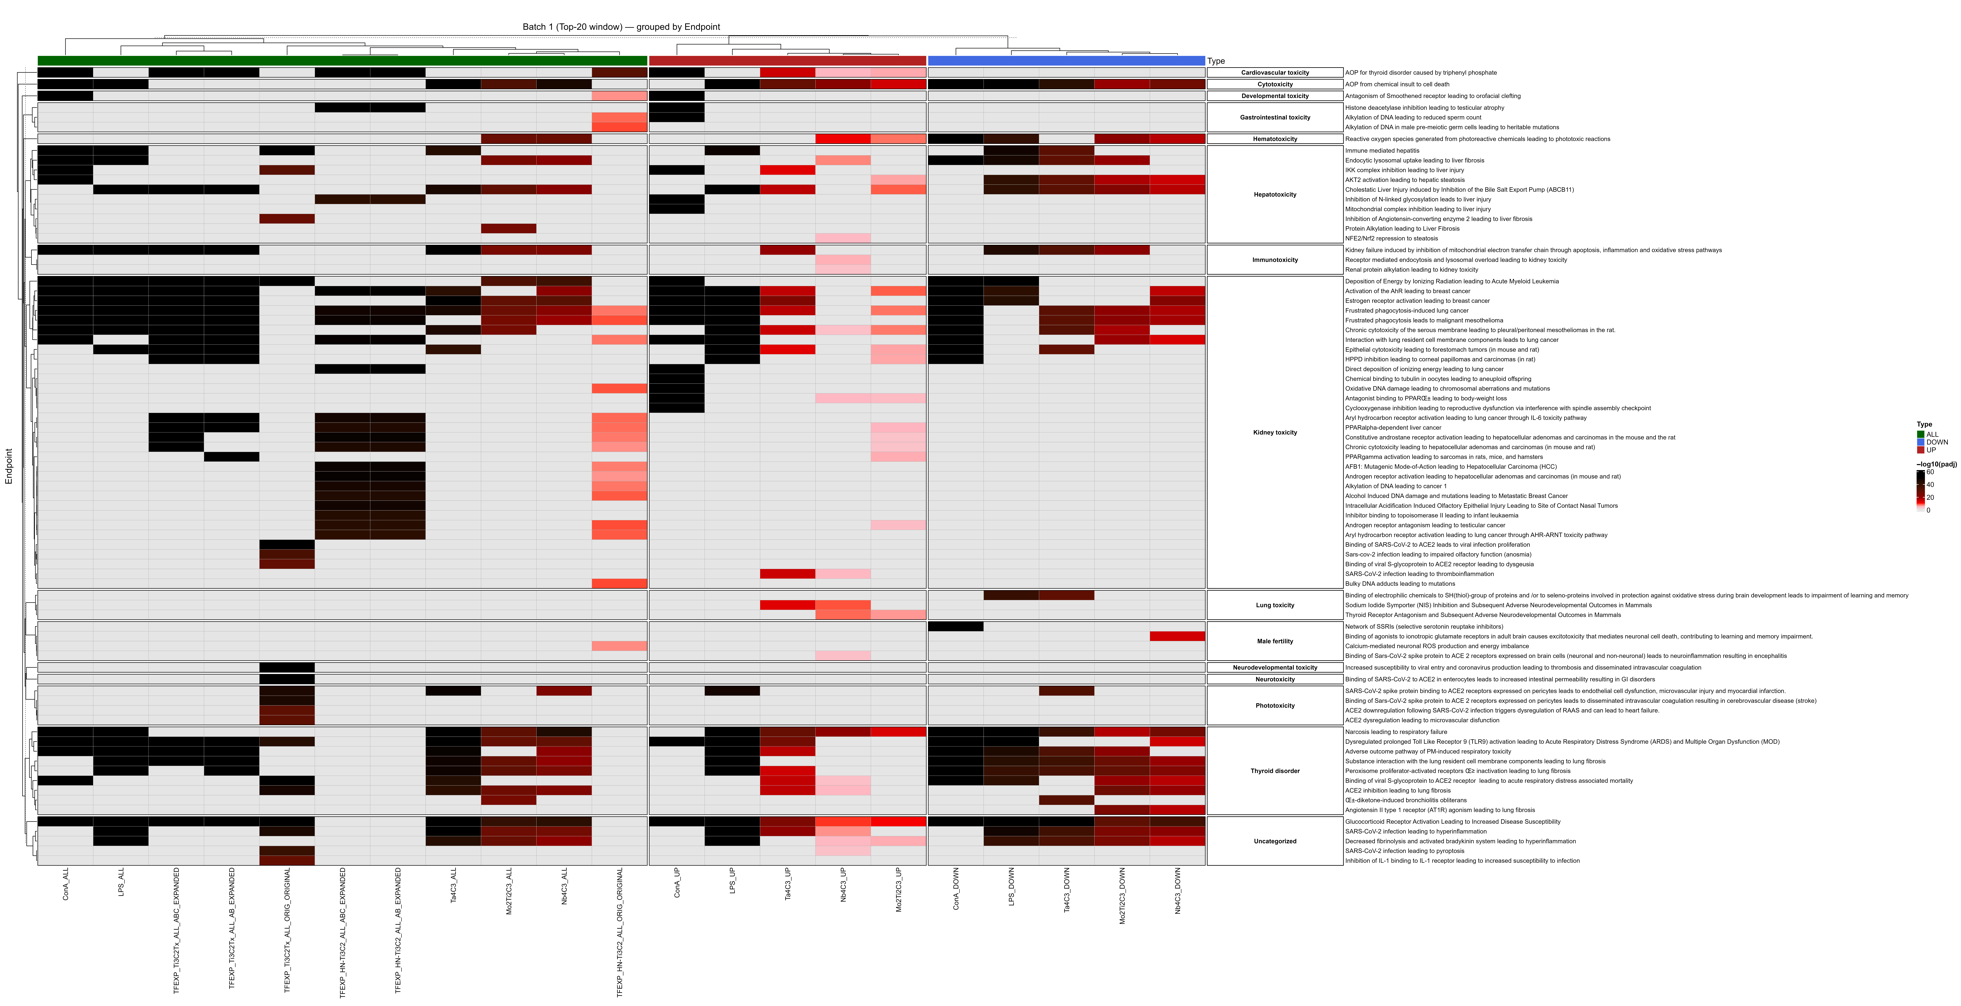 Batch 1 (Top-20 window) — grouped by Endpoint
Type
Endpoint
Cardiovascular toxicity
AOP for thyroid disorder caused by triphenyl phosphate
Cytotoxicity
AOP from chemical insult to cell death
Developmental toxicity
Antagonism of Smoothened receptor leading to orofacial clefting
Gastrointestinal toxicity
Histone deacetylase inhibition leading to testicular atrophy
Alkylation of DNA leading to reduced sperm count
Alkylation of DNA in male pre-meiotic germ cells leading to heritable mutations
Hematotoxicity
Reactive oxygen species generated from photoreactive chemicals leading to phototoxic reactions
Hepatotoxicity
Immune mediated hepatitis
Endocytic lysosomal uptake leading to liver fibrosis
IKK complex inhibition leading to liver injury
AKT2 activation leading to hepatic steatosis
Cholestatic Liver Injury induced by Inhibition of the Bile Salt Export Pump (ABCB11)
Inhibition of N-linked glycosylation leads to liver injury
Mitochondrial complex inhibition leading to liver injury
Inhibition of Angiotensin-converting enzyme 2 leading to liver fibrosis
Protein Alkylation leading to Liver Fibrosis
NFE2/Nrf2 repression to steatosis
Immunotoxicity
Kidney failure induced by inhibition of mitochondrial electron transfer chain through apoptosis, inflammation and oxidative stress pathways
Receptor mediated endocytosis and lysosomal overload leading to kidney toxicity
Renal protein alkylation leading to kidney toxicity
Kidney toxicity
Deposition of Energy by Ionizing Radiation leading to Acute Myeloid Leukemia
Activation of the AhR leading to breast cancer
Estrogen receptor activation leading to breast cancer
Frustrated phagocytosis-induced lung cancer
Frustrated phagocytosis leads to malignant mesothelioma
Chronic cytotoxicity of the serous membrane leading to pleural/peritoneal mesotheliomas in the rat.
Interaction with lung resident cell membrane components leads to lung cancer
Epithelial cytotoxicity leading to forestomach tumors (in mouse and rat)
HPPD inhibition leading to corneal papillomas and carcinomas (in rat)
Direct deposition of ionizing energy leading to lung cancer
Chemical binding to tubulin in oocytes leading to aneuploid offspring
Oxidative DNA damage leading to chromosomal aberrations and mutations
Antagonist binding to PPARŒ± leading to body-weight loss
Cyclooxygenase inhibition leading to reproductive dysfunction via interference with spindle assembly checkpoint
Aryl hydrocarbon receptor activation leading to lung cancer through IL-6 toxicity pathway
PPARalpha-dependent liver cancer
Constitutive androstane receptor activation leading to hepatocellular adenomas and carcinomas in the mouse and the rat
Chronic cytotoxicity leading to hepatocellular adenomas and carcinomas (in mouse and rat)
PPARgamma activation leading to sarcomas in rats, mice, and hamsters
AFB1: Mutagenic Mode-of-Action leading to Hepatocellular Carcinoma (HCC)
Androgen receptor activation leading to hepatocellular adenomas and carcinomas (in mouse and rat)
Alkylation of DNA leading to cancer 1
Alcohol Induced DNA damage and mutations leading to Metastatic Breast Cancer
Intracellular Acidification Induced Olfactory Epithelial Injury Leading to Site of Contact Nasal Tumors
Inhibitor binding to topoisomerase II leading to infant leukaemia
Androgen receptor antagonism leading to testicular cancer
Aryl hydrocarbon receptor activation leading to lung cancer through AHR-ARNT toxicity pathway
Binding of SARS-CoV-2 to ACE2 leads to viral infection proliferation
Sars-cov-2 infection leading to impaired olfactory function (anosmia)
Binding of viral S-glycoprotein to ACE2 receptor leading to dysgeusia
SARS-CoV-2 infection leading to thromboinflammation
Bulky DNA adducts leading to mutations
Lung toxicity
Binding of electrophilic chemicals to SH(thiol)-group of proteins and /or to seleno-proteins involved in protection against oxidative stress during brain development leads to impairment of learning and memory
Sodium Iodide Symporter (NIS) Inhibition and Subsequent Adverse Neurodevelopmental Outcomes in Mammals
Thyroid Receptor Antagonism and Subsequent Adverse Neurodevelopmental Outcomes in Mammals
Male fertility
Network of SSRIs (selective serotonin reuptake inhibitors)
Binding of agonists to ionotropic glutamate receptors in adult brain causes excitotoxicity that mediates neuronal cell death, contributing to learning and memory impairment.
Calcium-mediated neuronal ROS production and energy imbalance
Binding of Sars-CoV-2 spike protein to ACE 2 receptors expressed on brain cells (neuronal and non-neuronal) leads to neuroinflammation resulting in encephalitis
Neurodevelopmental toxicity
Increased susceptibility to viral entry and coronavirus production leading to thrombosis and disseminated intravascular coagulation
Neurotoxicity
Binding of SARS-CoV-2 to ACE2 in enterocytes leads to increased intestinal permeability resulting in GI disorders
Phototoxicity
SARS-CoV-2 spike protein binding to ACE2 receptors expressed on pericytes leads to endothelial cell dysfunction, microvascular injury and myocardial infarction.
Binding of Sars-CoV-2 spike protein to ACE 2 receptors expressed on pericytes leads to disseminated intravascular coagulation resulting in cerebrovascular disease (stroke)
ACE2 downregulation following SARS-CoV-2 infection triggers dysregulation of RAAS and can lead to heart failure.
ACE2 dysregulation leading to microvascular disfunction
Thyroid disorder
Narcosis leading to respiratory failure
Dysregulated prolonged Toll Like Receptor 9 (TLR9) activation leading to Acute Respiratory Distress Syndrome (ARDS) and Multiple Organ Dysfunction (MOD)
Adverse outcome pathway of PM-induced respiratory toxicity
Substance interaction with the lung resident cell membrane components leading to lung fibrosis
Peroxisome proliferator-activated receptors Œ≥ inactivation leading to lung fibrosis
Binding of viral S-glycoprotein to ACE2 receptor  leading to acute respiratory distress associated mortality
ACE2 inhibition leading to lung fibrosis
Œ±-diketone-induced bronchiolitis obliterans
Angiotensin II type 1 receptor (AT1R) agonism leading to lung fibrosis
Uncategorized
Glucocorticoid Receptor Activation Leading to Increased Disease Susceptibility
SARS-CoV-2 infection leading to hyperinflammation
Decreased fibrinolysis and activated bradykinin system leading to hyperinflammation
SARS-CoV-2 infection leading to pyroptosis
Inhibition of IL-1 binding to IL-1 receptor leading to increased susceptibility to infection
ConA_ALL
LPS_ALL
TFEXP_Ti3C2Tx_ALL_ABC_EXPANDED
TFEXP_Ti3C2Tx_ALL_AB_EXPANDED
TFEXP_Ti3C2Tx_ALL_ORIG_ORIGINAL
TFEXP_HN-Ti3C2_ALL_ABC_EXPANDED
TFEXP_HN-Ti3C2_ALL_AB_EXPANDED
Ta4C3_ALL
Mo2Ti2C3_ALL
Nb4C3_ALL
TFEXP_HN-Ti3C2_ALL_ORIG_ORIGINAL
ConA_UP
LPS_UP
Ta4C3_UP
Nb4C3_UP
Mo2Ti2C3_UP
ConA_DOWN
LPS_DOWN
Ta4C3_DOWN
Mo2Ti2C3_DOWN
Nb4C3_DOWN
Type
ALL
DOWN
UP
−log10(padj)
60
40
20
0